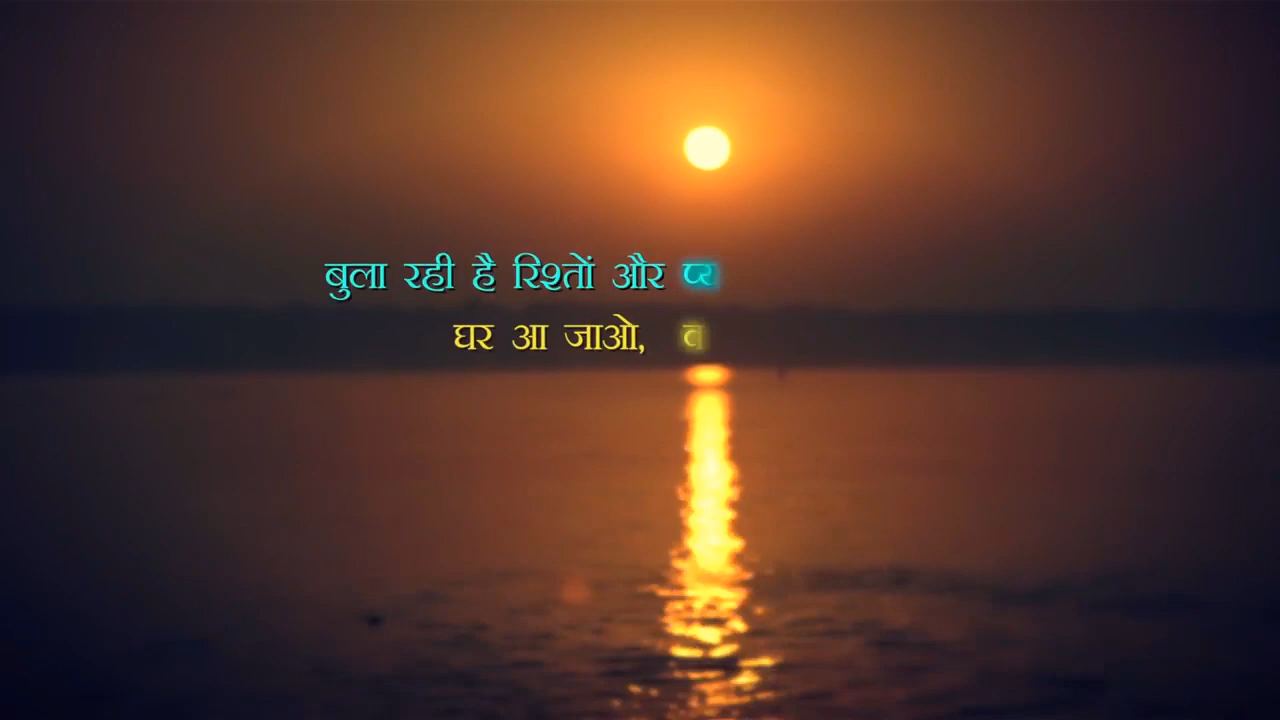 बुला रही है रिश्तों और
घर आ जाओ,